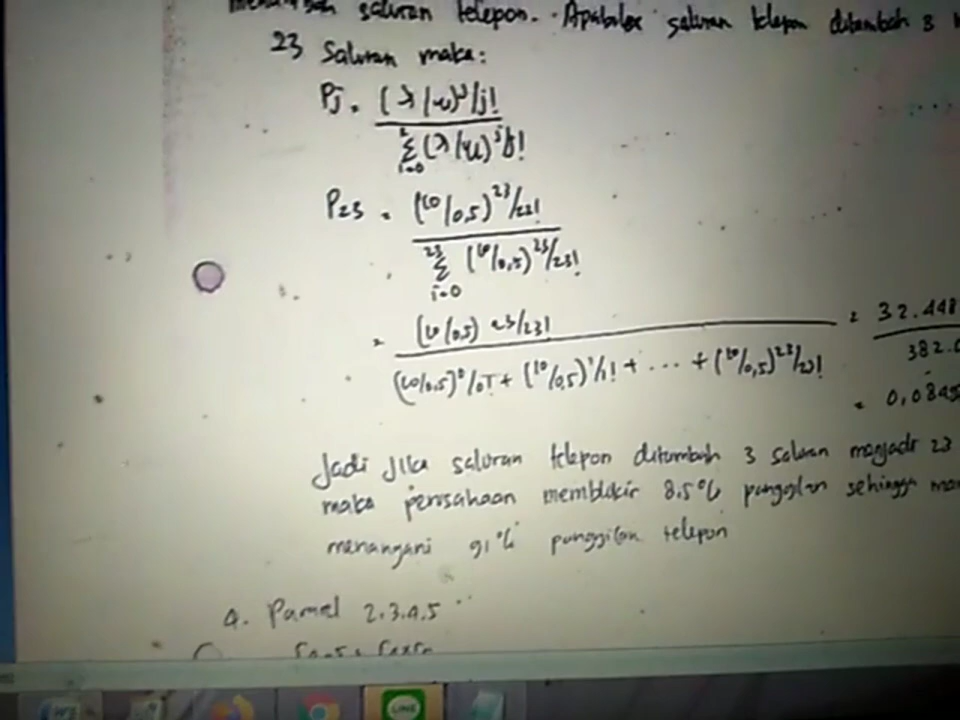 saluran telepon. Apabila saluran telepon ditambah 3
23 Saluran maka:
Pj = (λ/μ)^j/j!
Σ i=0 (λ/μ)^i/i!
P23 = (10/0,5)^23/23!
23 Σ i=0 (10/0,5)^23/23!
= (10/0,5) 23/23! = 32.448
(10/0,5)^0/0! + (10/0,5)^1/1! + ... + (10/0,5)^23/23! 382.0
= 0,0845
Jadi Jika saluran telepon ditambah 3 saluran menjadi 23
maka perusahaan memblokir 8.5% panggilan sehingga
menangani 91% panggilan telepon
4. Pamel 2.3.4.5
LINE